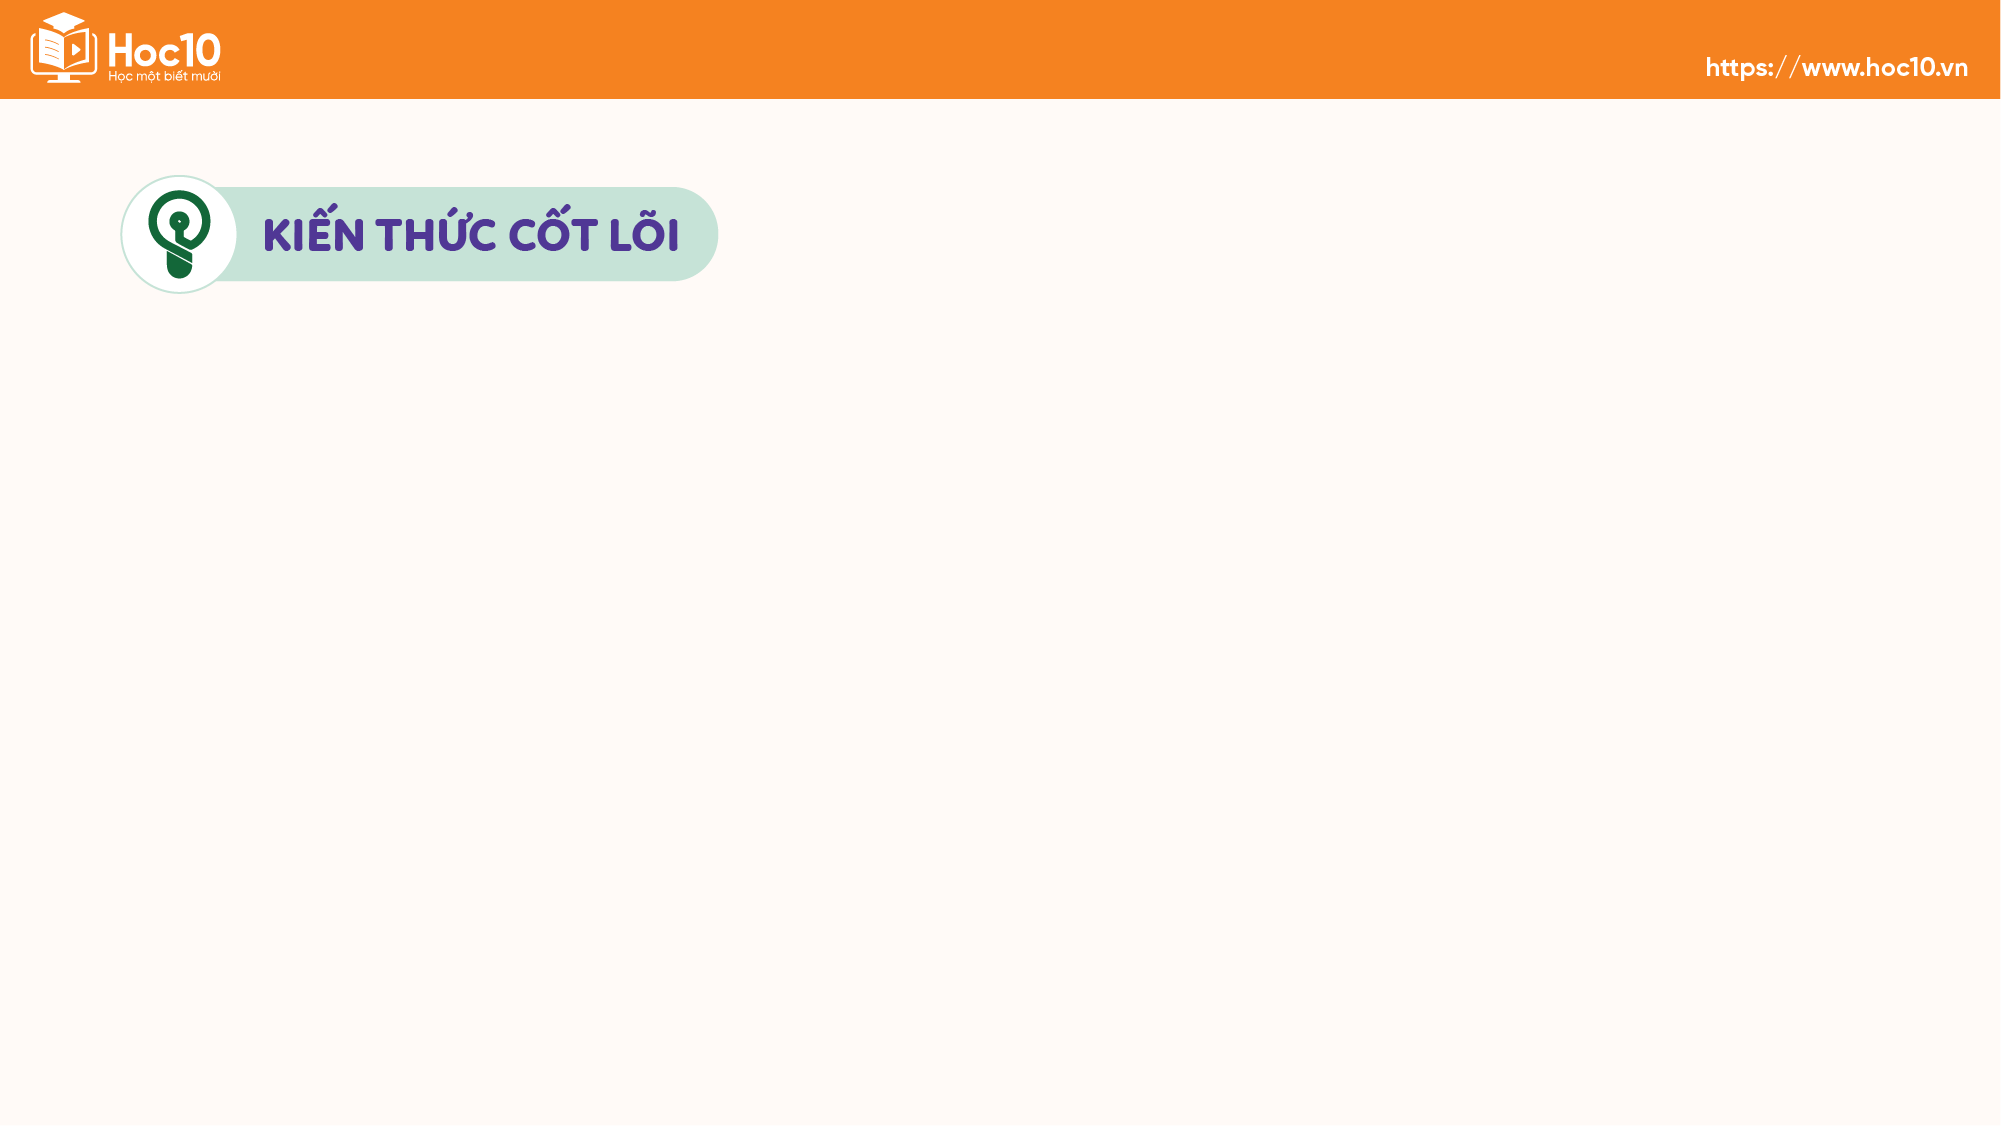 Hoc10
Học một biết mười
https://www.hoc10.vn
KIẾN THỨC CỐT LÕI